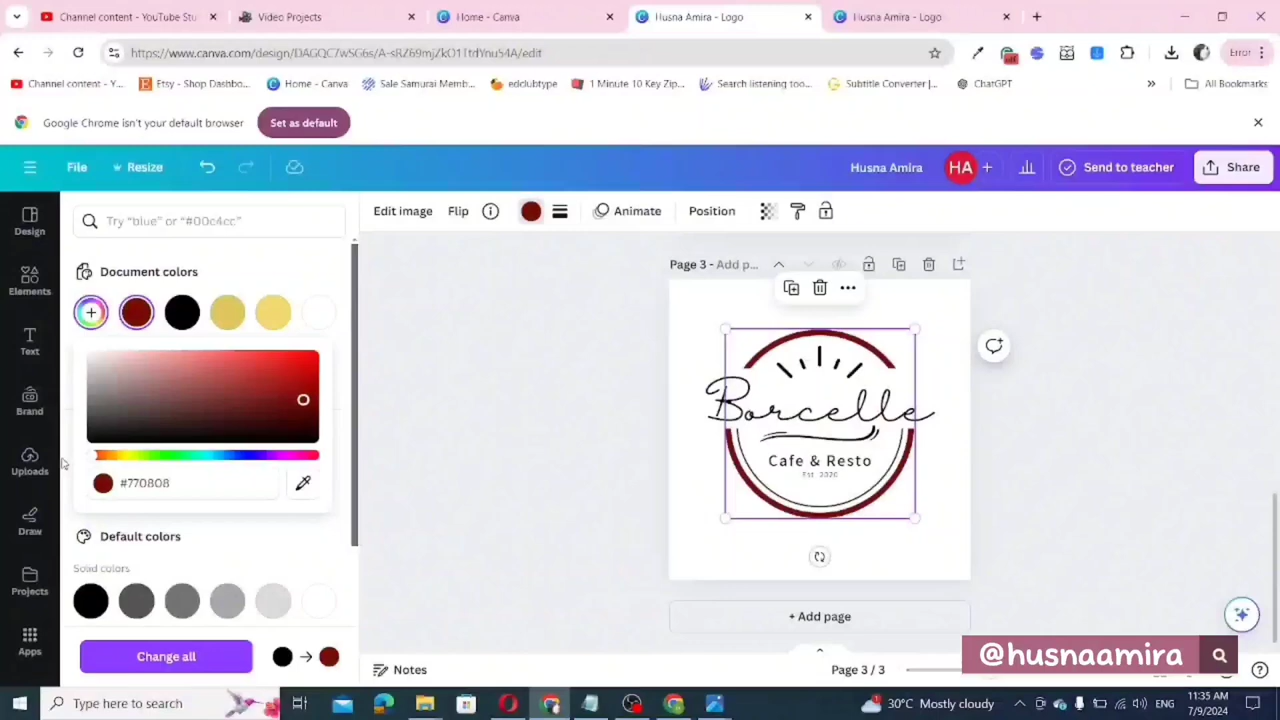 Channel content - YouTube Stu
Video Projects
Home - Canva
Husna Amira - Logo
Husna Amira - Logo
Error
Channel content - Y...
Etsy - Shop Dashbo...
Home - Canva
Sale Samurai Memb...
edclubtype
1 Minute 10 Key Zip...
Search listening too...
Subtitle Converter |...
ChatGPT
All Bookmarks
Google Chrome isn't your default browser
Set as default
File
Resize
Husna Amira
HA
Send to teacher
Share
Design
Elements
Text
Brand
Uploads
Draw
Projects
Apps
Try "blue" or "#00c4cc"
Edit image
Flip
Animate
Position
Document colors
#770808
Default colors
Solid colors
Change all
Page 3 - Add p...
Borcelle
Cafe & Resto
Est 2020
+ Add page
Notes
Page 3 / 3
@husnaamira
Type here to search
30°C Mostly cloudy
ENG
11:35 AM
7/9/2024